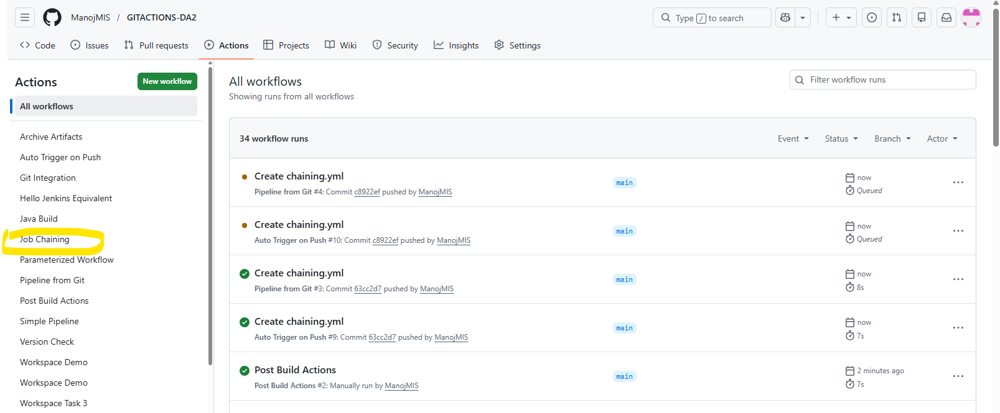 ManojMIS / GITACTIONS-DA2
Type / to search
Code Issues Pull requests Actions Projects Wiki Security Insights Settings
Actions
New workflow
All workflows
Archive Artifacts
Auto Trigger on Push
Git Integration
Hello Jenkins Equivalent
Java Build
Job Chaining
Parameterized Workflow
Pipeline from Git
Post Build Actions
Simple Pipeline
Version Check
Workspace Demo
Workspace Demo
Workspace Task 3
All workflows
Showing runs from all workflows
Filter workflow runs
34 workflow runs
Event Status Branch Actor
Create chaining.yml
Pipeline from Git #4: Commit c8922ef pushed by ManojMIS
main
now
Queued
Create chaining.yml
Auto Trigger on Push #10: Commit c8922ef pushed by ManojMIS
main
now
Queued
Create chaining.yml
Pipeline from Git #3: Commit 63cc2d7 pushed by ManojMIS
main
now
8s
Create chaining.yml
Auto Trigger on Push #9: Commit 63cc2d7 pushed by ManojMIS
main
now
7s
Post Build Actions
Post Build Actions #2: Manually run by ManojMIS
main
2 minutes ago
7s